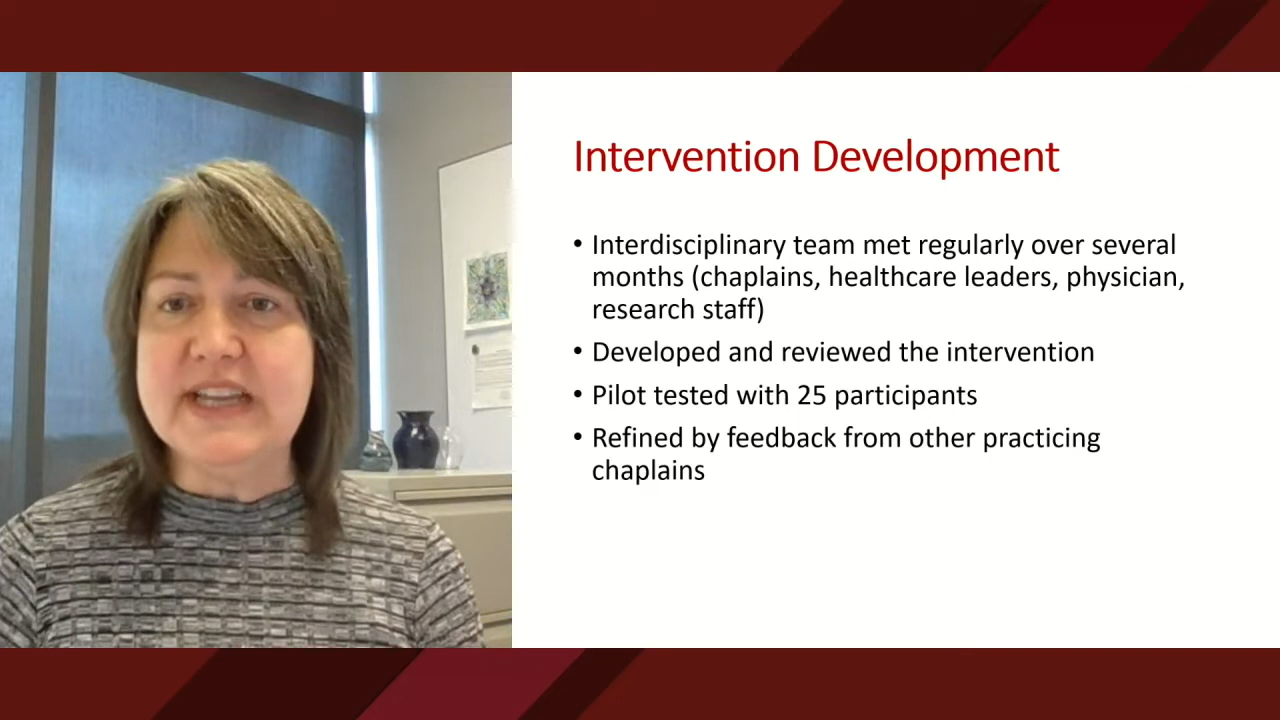 Intervention Development
• Interdisciplinary team met regularly over several
months (chaplains, healthcare leaders, physician,
research staff)
• Developed and reviewed the intervention
• Pilot tested with 25 participants
• Refined by feedback from other practicing
chaplains